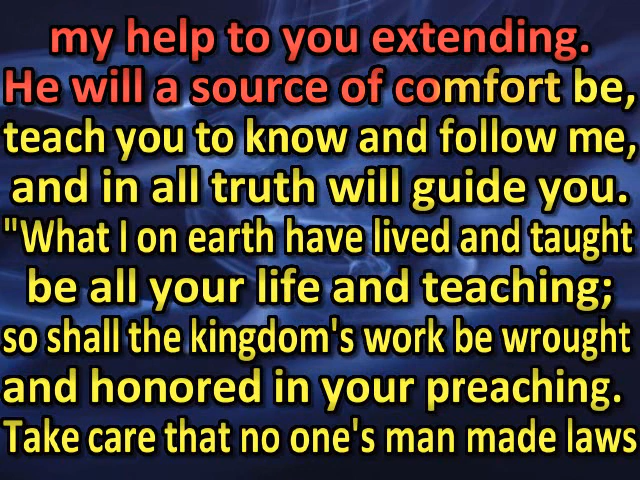 my help to you extending.
He will a source of comfort be,
teach you to know and follow me,
and in all truth will guide you.
"What I on earth have lived and taught
be all your life and teaching;
so shall the kingdom's work be wrought
and honored in your preaching.
Take care that no one's man made laws